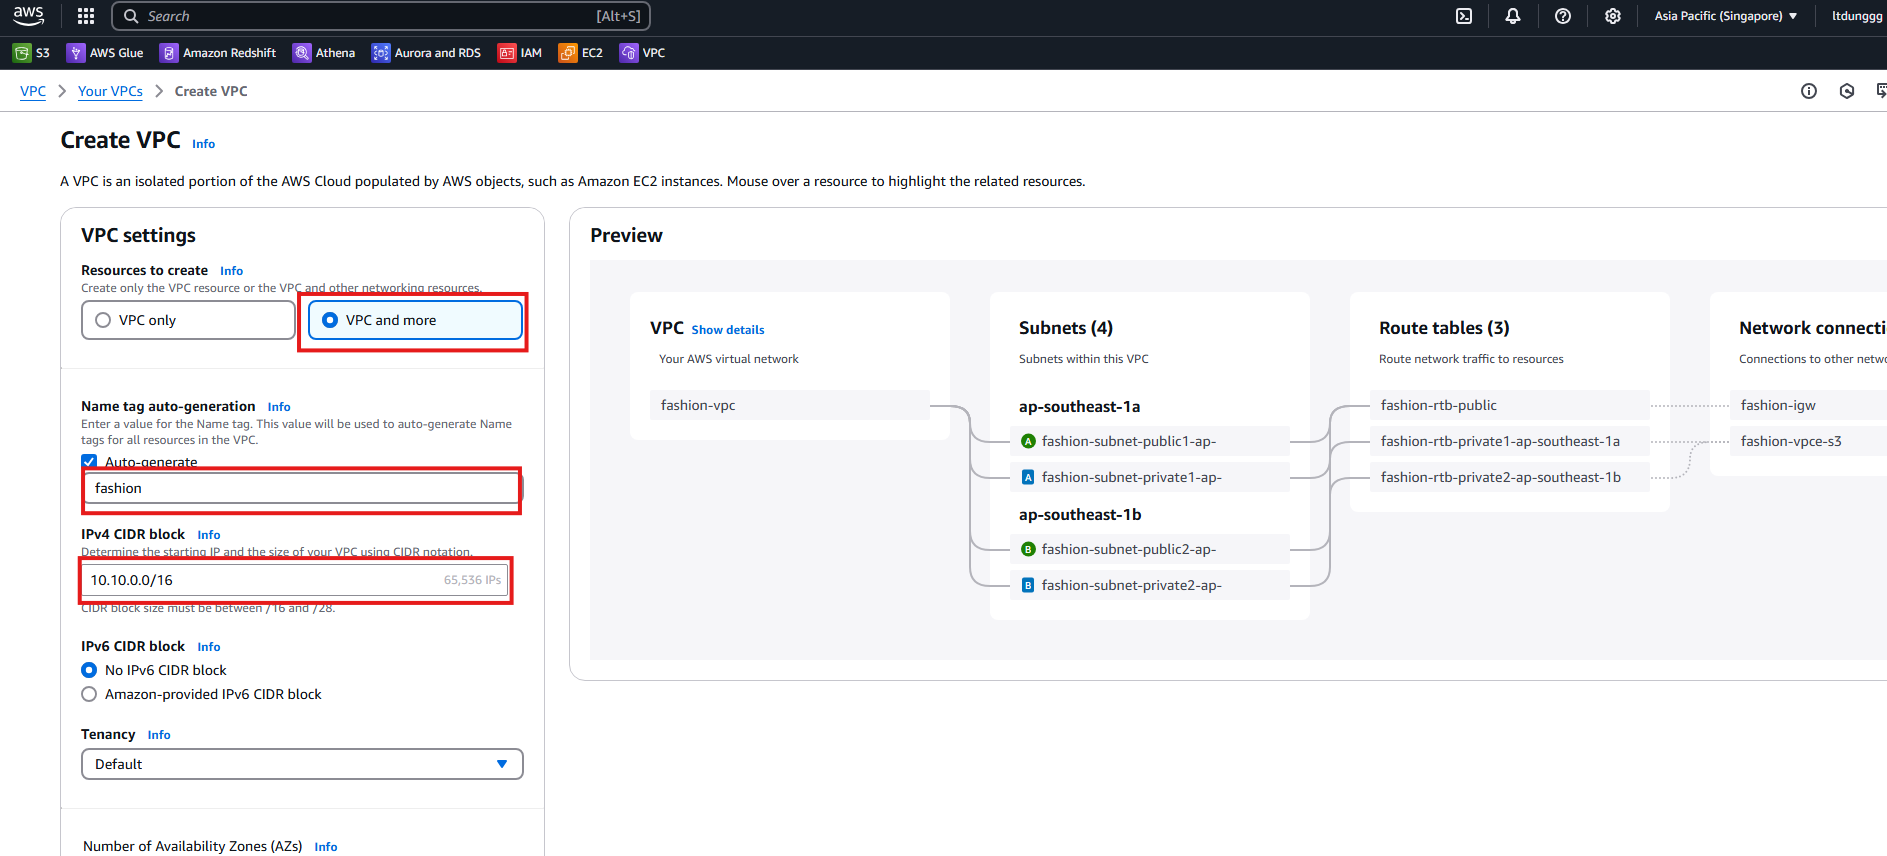 aws
Search
[Alt+S]
Asia Pacific (Singapore)
ltdunggg
S3
AWS Glue
Amazon Redshift
Athena
Aurora and RDS
IAM
EC2
VPC
VPC
Your VPCs
Create VPC
Create VPC Info
A VPC is an isolated portion of the AWS Cloud populated by AWS objects, such as Amazon EC2 instances. Mouse over a resource to highlight the related resources.
VPC settings
Resources to create Info
Create only the VPC resource or the VPC and other networking resources.
VPC only
VPC and more
Name tag auto-generation Info
Enter a value for the Name tag. This value will be used to auto-generate Name
tags for all resources in the VPC.
Auto-generate
fashion
IPv4 CIDR block Info
Determine the starting IP and the size of your VPC using CIDR notation.
10.10.0.0/16
65,536 IPs
CIDR block size must be between /16 and /28.
IPv6 CIDR block Info
No IPv6 CIDR block
Amazon-provided IPv6 CIDR block
Tenancy Info
Default
Number of Availability Zones (AZs) Info
Preview
VPC Show details
Your AWS virtual network
fashion-vpc
Subnets (4)
Subnets within this VPC
ap-southeast-1a
A fashion-subnet-public1-ap-
A fashion-subnet-private1-ap-
ap-southeast-1b
B fashion-subnet-public2-ap-
B fashion-subnet-private2-ap-
Route tables (3)
Route network traffic to resources
fashion-rtb-public
fashion-rtb-private1-ap-southeast-1a
fashion-rtb-private2-ap-southeast-1b
Network connecti
Connections to other netwo
fashion-igw
fashion-vpce-s3